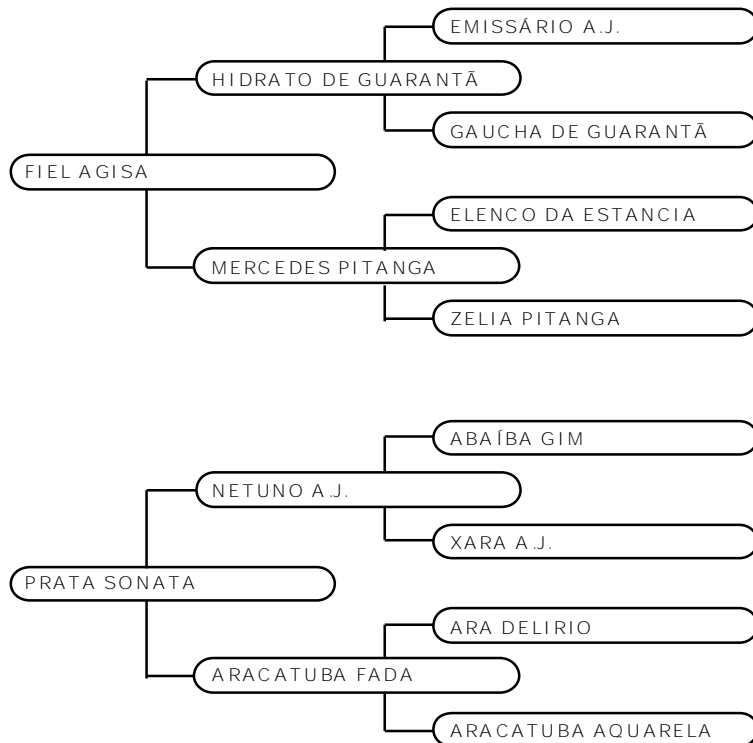 EMISSÁRIO A.J.
HIDRATO DE GUARANTÃ
GAUCHA DE GUARANTÃ
FIEL AGISA
ELENCO DA ESTANCIA
MERCEDES PITANGA
ZELIA PITANGA
ABAÍBA GIM
NETUNO A.J.
XARA A.J.
PRATA SONATA
ARA DELIRIO
ARACATUBA FADA
ARACATUBA AQUARELA